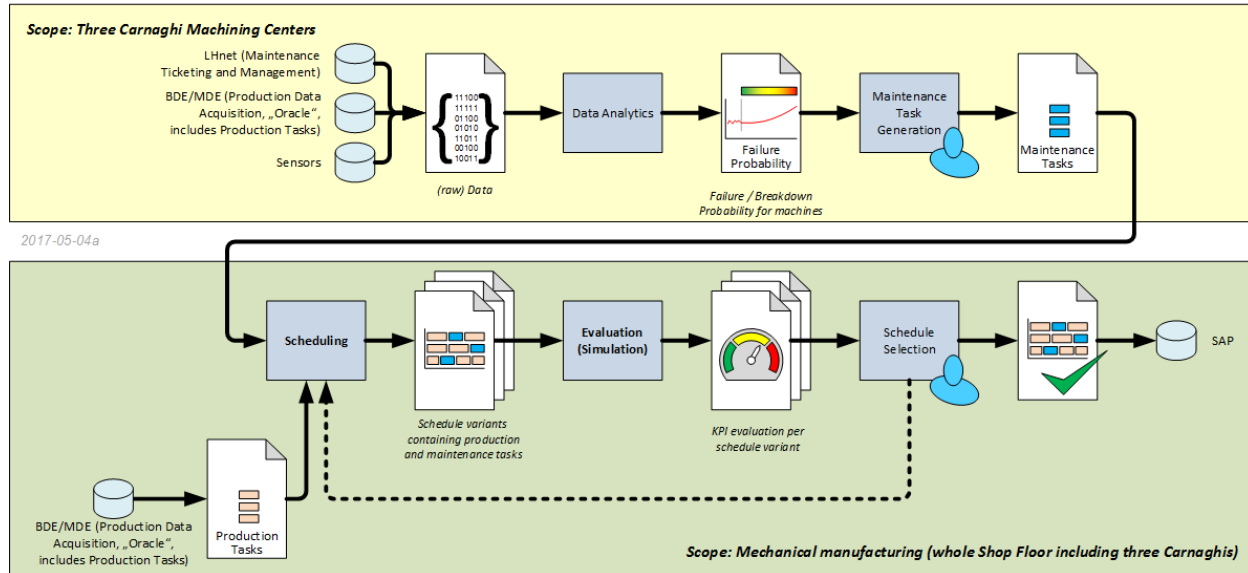 Scope: Three Carnaghi Machining Centers
LHnet (Maintenance
Ticketing and Management)
BDE/MDE (Production Data
Acquisition, „Oracle“,
includes Production Tasks)
Sensors
11100
11111
01100
01010
11011
00100
10011
(raw) Data
Data Analytics
Failure
Probability
Failure / Breakdown
Probability for machines
Maintenance
Task
Generation
Maintenance
Tasks
2017-05-04a
Scheduling
Schedule variants
containing production
and maintenance tasks
Evaluation
(Simulation)
KPI evaluation per
schedule variant
Schedule
Selection
SAP
BDE/MDE (Production Data
Acquisition, „Oracle“,
includes Production Tasks)
Production
Tasks
Scope: Mechanical manufacturing (whole Shop Floor including three Carnaghis)